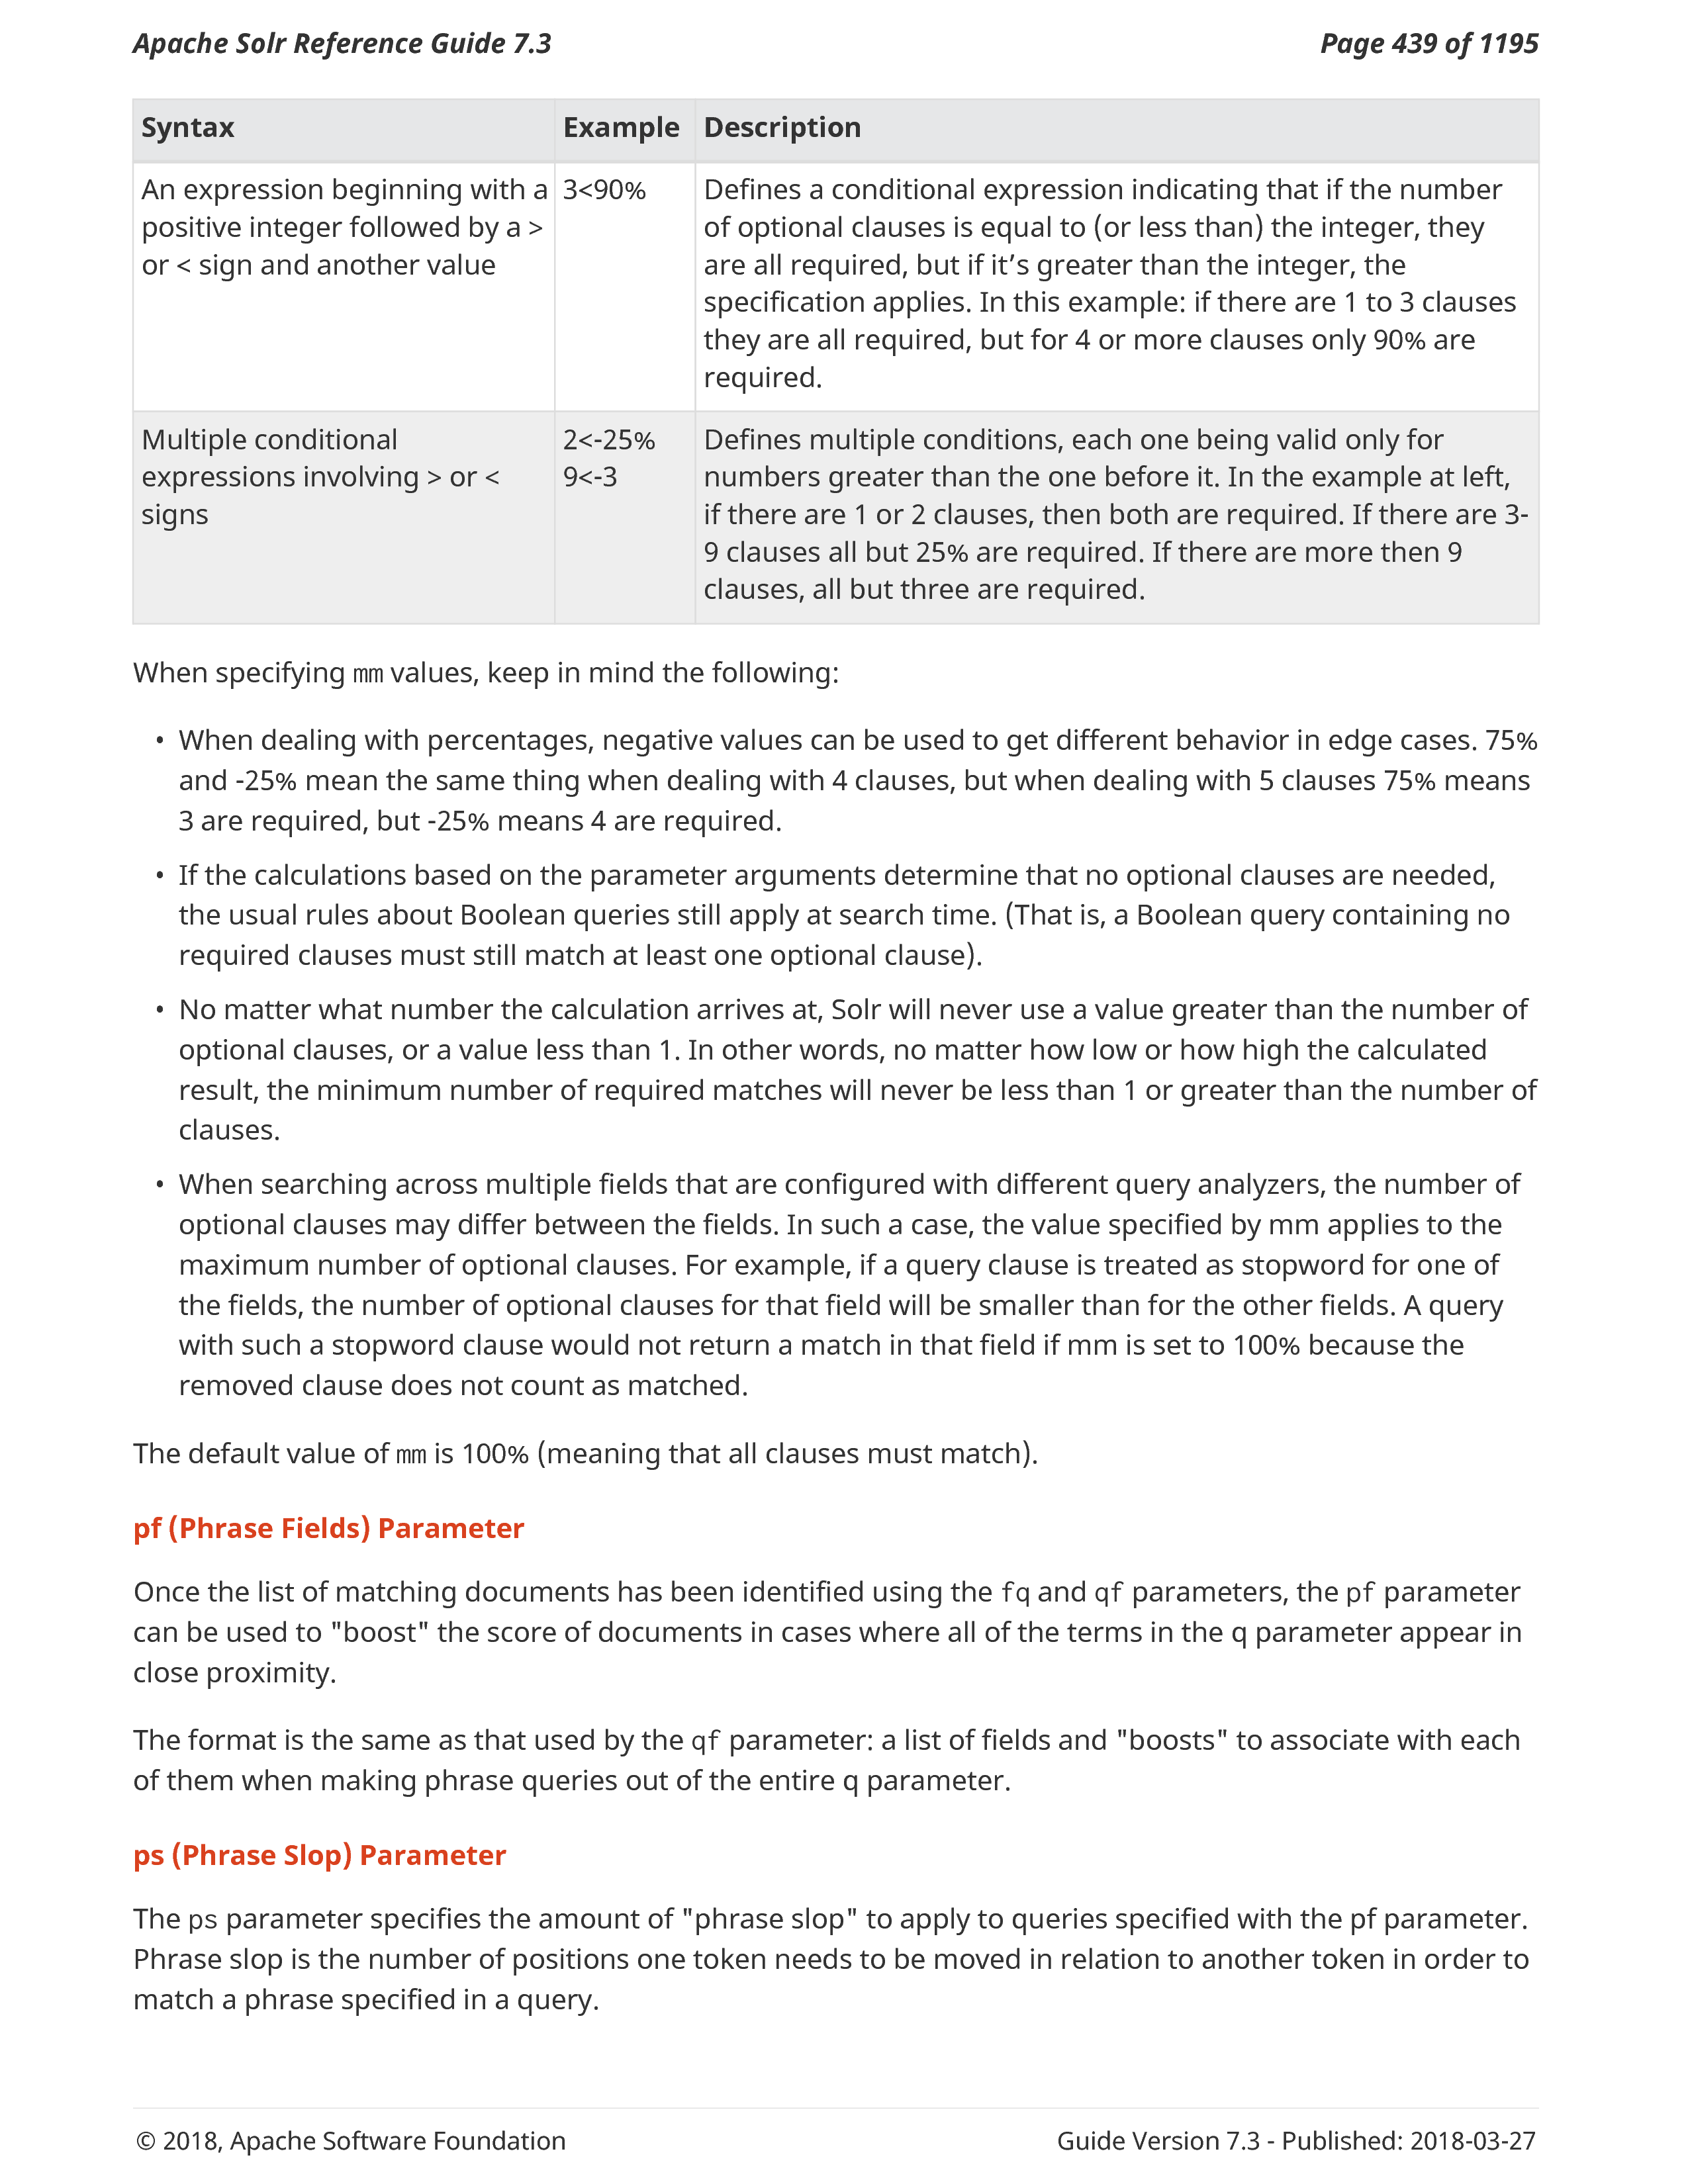 Apache Solr Reference Guide 7.3
Page 439 of 1195
Syntax
Example
Description
An expression beginning with a
positive integer followed by a >
or < sign and another value
3<90%
Defines a conditional expression indicating that if the number
of optional clauses is equal to (or less than) the integer, they
are all required, but if it’s greater than the integer, the
specification applies. In this example: if there are 1 to 3 clauses
they are all required, but for 4 or more clauses only 90% are
required.
Multiple conditional
expressions involving > or <
signs
2<-25%
9<-3
Defines multiple conditions, each one being valid only for
numbers greater than the one before it. In the example at left,
if there are 1 or 2 clauses, then both are required. If there are 3-
9 clauses all but 25% are required. If there are more then 9
clauses, all but three are required.
When specifying mm values, keep in mind the following:
• When dealing with percentages, negative values can be used to get different behavior in edge cases. 75%
and -25% mean the same thing when dealing with 4 clauses, but when dealing with 5 clauses 75% means
3 are required, but -25% means 4 are required.
• If the calculations based on the parameter arguments determine that no optional clauses are needed,
the usual rules about Boolean queries still apply at search time. (That is, a Boolean query containing no
required clauses must still match at least one optional clause).
• No matter what number the calculation arrives at, Solr will never use a value greater than the number of
optional clauses, or a value less than 1. In other words, no matter how low or how high the calculated
result, the minimum number of required matches will never be less than 1 or greater than the number of
clauses.
• When searching across multiple fields that are configured with different query analyzers, the number of
optional clauses may differ between the fields. In such a case, the value specified by mm applies to the
maximum number of optional clauses. For example, if a query clause is treated as stopword for one of
the fields, the number of optional clauses for that field will be smaller than for the other fields. A query
with such a stopword clause would not return a match in that field if mm is set to 100% because the
removed clause does not count as matched.
The default value of mm is 100% (meaning that all clauses must match).
pf (Phrase Fields) Parameter
Once the list of matching documents has been identified using the fq and qf parameters, the pf parameter
can be used to "boost" the score of documents in cases where all of the terms in the q parameter appear in
close proximity.
The format is the same as that used by the qf parameter: a list of fields and "boosts" to associate with each
of them when making phrase queries out of the entire q parameter.
ps (Phrase Slop) Parameter
The ps parameter specifies the amount of "phrase slop" to apply to queries specified with the pf parameter.
Phrase slop is the number of positions one token needs to be moved in relation to another token in order to
match a phrase specified in a query.
© 2018, Apache Software Foundation
Guide Version 7.3 - Published: 2018-03-27